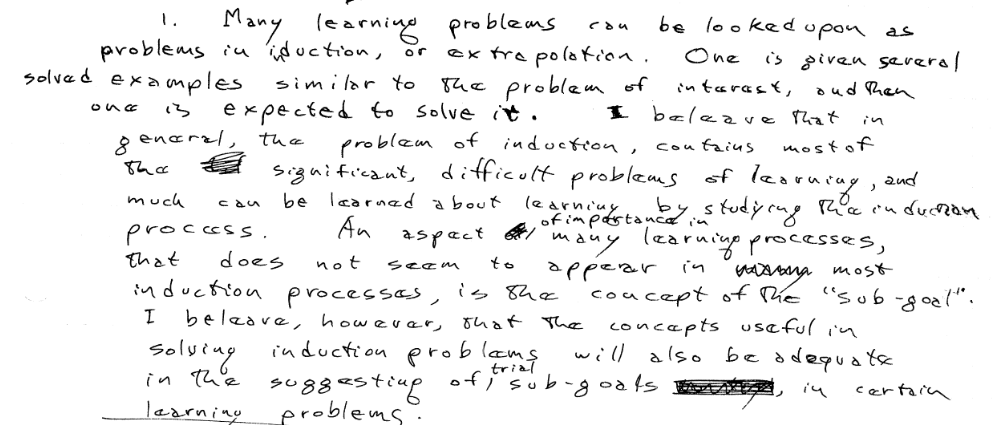 1. Many learning problems can be looked upon as
problems in induction, or extrapolation. One is given several
solved examples similar to the problem of interest, and then
one is expected to solve it. I beleave that in
general, the problem of induction, contains most of
the significant, difficult problems of learning, and
much can be learned about learning by studying the induction
process. An aspect of importance in many learning processes,
that does not seem to appear in most
induction processes, is the concept of the "sub-goal".
I beleave, however, that the concepts useful in
solving induction problems will also be adequate
in the suggesting of trial sub-goals, in certain
learning problems.